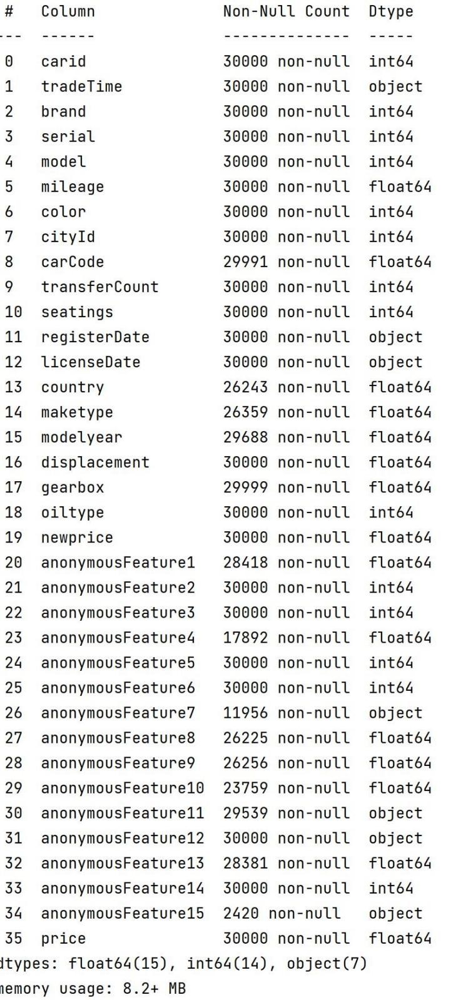 #   Column              Non-Null Count  Dtype
---  ------              --------------  -----
 0   carid               30000 non-null  int64
 1   tradeTime           30000 non-null  object
 2   brand               30000 non-null  int64
 3   serial              30000 non-null  int64
 4   model               30000 non-null  int64
 5   mileage             30000 non-null  float64
 6   color               30000 non-null  int64
 7   cityId              30000 non-null  int64
 8   carCode             29991 non-null  float64
 9   transferCount       30000 non-null  int64
 10  seatings            30000 non-null  int64
 11  registerDate        30000 non-null  object
 12  licenseDate         30000 non-null  object
 13  country             26243 non-null  float64
 14  maketype            26359 non-null  float64
 15  modelyear           29688 non-null  float64
 16  displacement        30000 non-null  float64
 17  gearbox             29999 non-null  float64
 18  oiltype             30000 non-null  int64
 19  newprice            30000 non-null  float64
 20  anonymousFeature1   28418 non-null  float64
 21  anonymousFeature2   30000 non-null  int64
 22  anonymousFeature3   30000 non-null  int64
 23  anonymousFeature4   17892 non-null  float64
 24  anonymousFeature5   30000 non-null  int64
 25  anonymousFeature6   30000 non-null  int64
 26  anonymousFeature7   11956 non-null  object
 27  anonymousFeature8   26225 non-null  float64
 28  anonymousFeature9   26256 non-null  float64
 29  anonymousFeature10  23759 non-null  float64
 30  anonymousFeature11  29539 non-null  object
 31  anonymousFeature12  30000 non-null  object
 32  anonymousFeature13  28381 non-null  float64
 33  anonymousFeature14  30000 non-null  int64
 34  anonymousFeature15  2420 non-null   object
 35  price               30000 non-null  float64
dtypes: float64(15), int64(14), object(7)
memory usage: 8.2+ MB